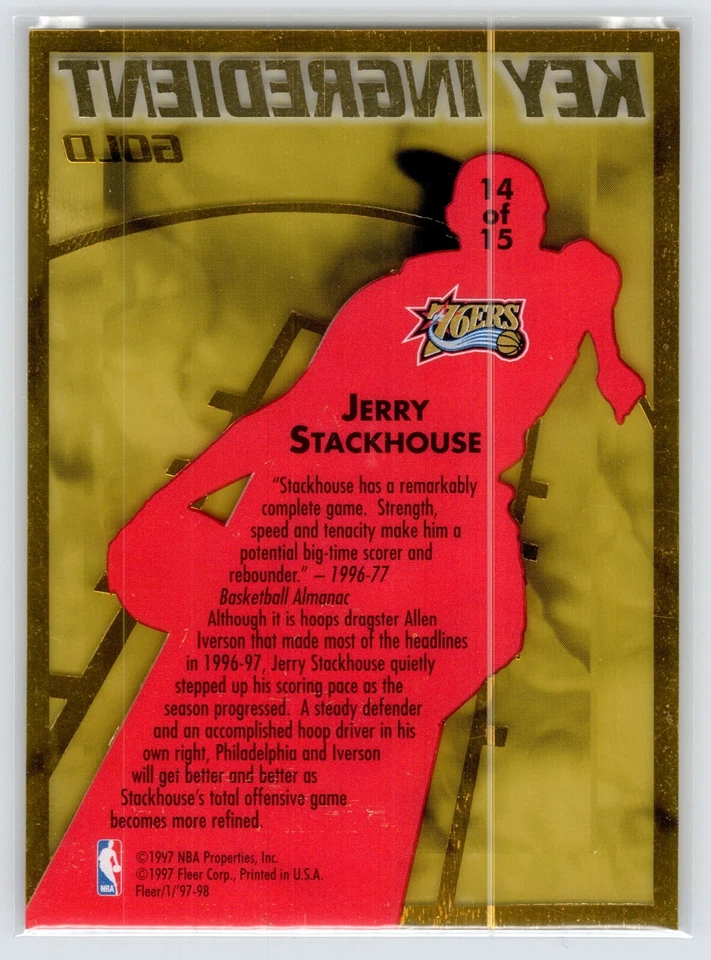 KEY INGREDIENT
GOLD
14
of
15
76ERS
JERRY
STACKHOUSE
"Stackhouse has a remarkably
complete game. Strength,
speed and tenacity make him a
potential big-time scorer and
rebounder." – 1996-77
Basketball Almanac
Although it is hoops dragster Allen
Iverson that made most of the headlines
in 1996-97, Jerry Stackhouse quietly
stepped up his scoring pace as the
season progressed. A steady defender
and an accomplished hoop driver in his
own right, Philadelphia and Iverson
will get better and better as
Stackhouse's total offensive game
becomes more refined.
NBA
©1997 NBA Properties, Inc.
©1997 Fleer Corp., Printed in U.S.A.
Fleer/1/'97-98